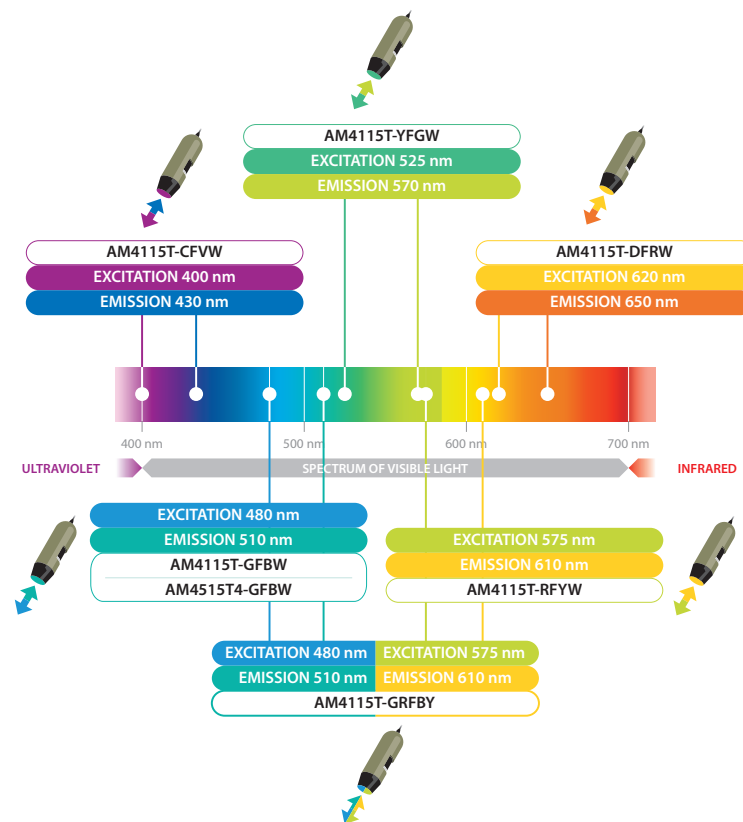 AM4115T-YFGW
EXCITATION 525 nm
EMISSION 570 nm
AM4115T-CFVW
EXCITATION 400 nm
EMISSION 430 nm
AM4115T-DFRW
EXCITATION 620 nm
EMISSION 650 nm
400 nm
500 nm
600 nm
700 nm
ULTRAVIOLET
SPECTRUM OF VISIBLE LIGHT
INFRARED
EXCITATION 480 nm
EMISSION 510 nm
AM4115T-GFBW
AM4515T4-GFBW
EXCITATION 575 nm
EMISSION 610 nm
AM4115T-RFYW
EXCITATION 480 nm
EXCITATION 575 nm
EMISSION 510 nm
EMISSION 610 nm
AM4115T-GRFBY